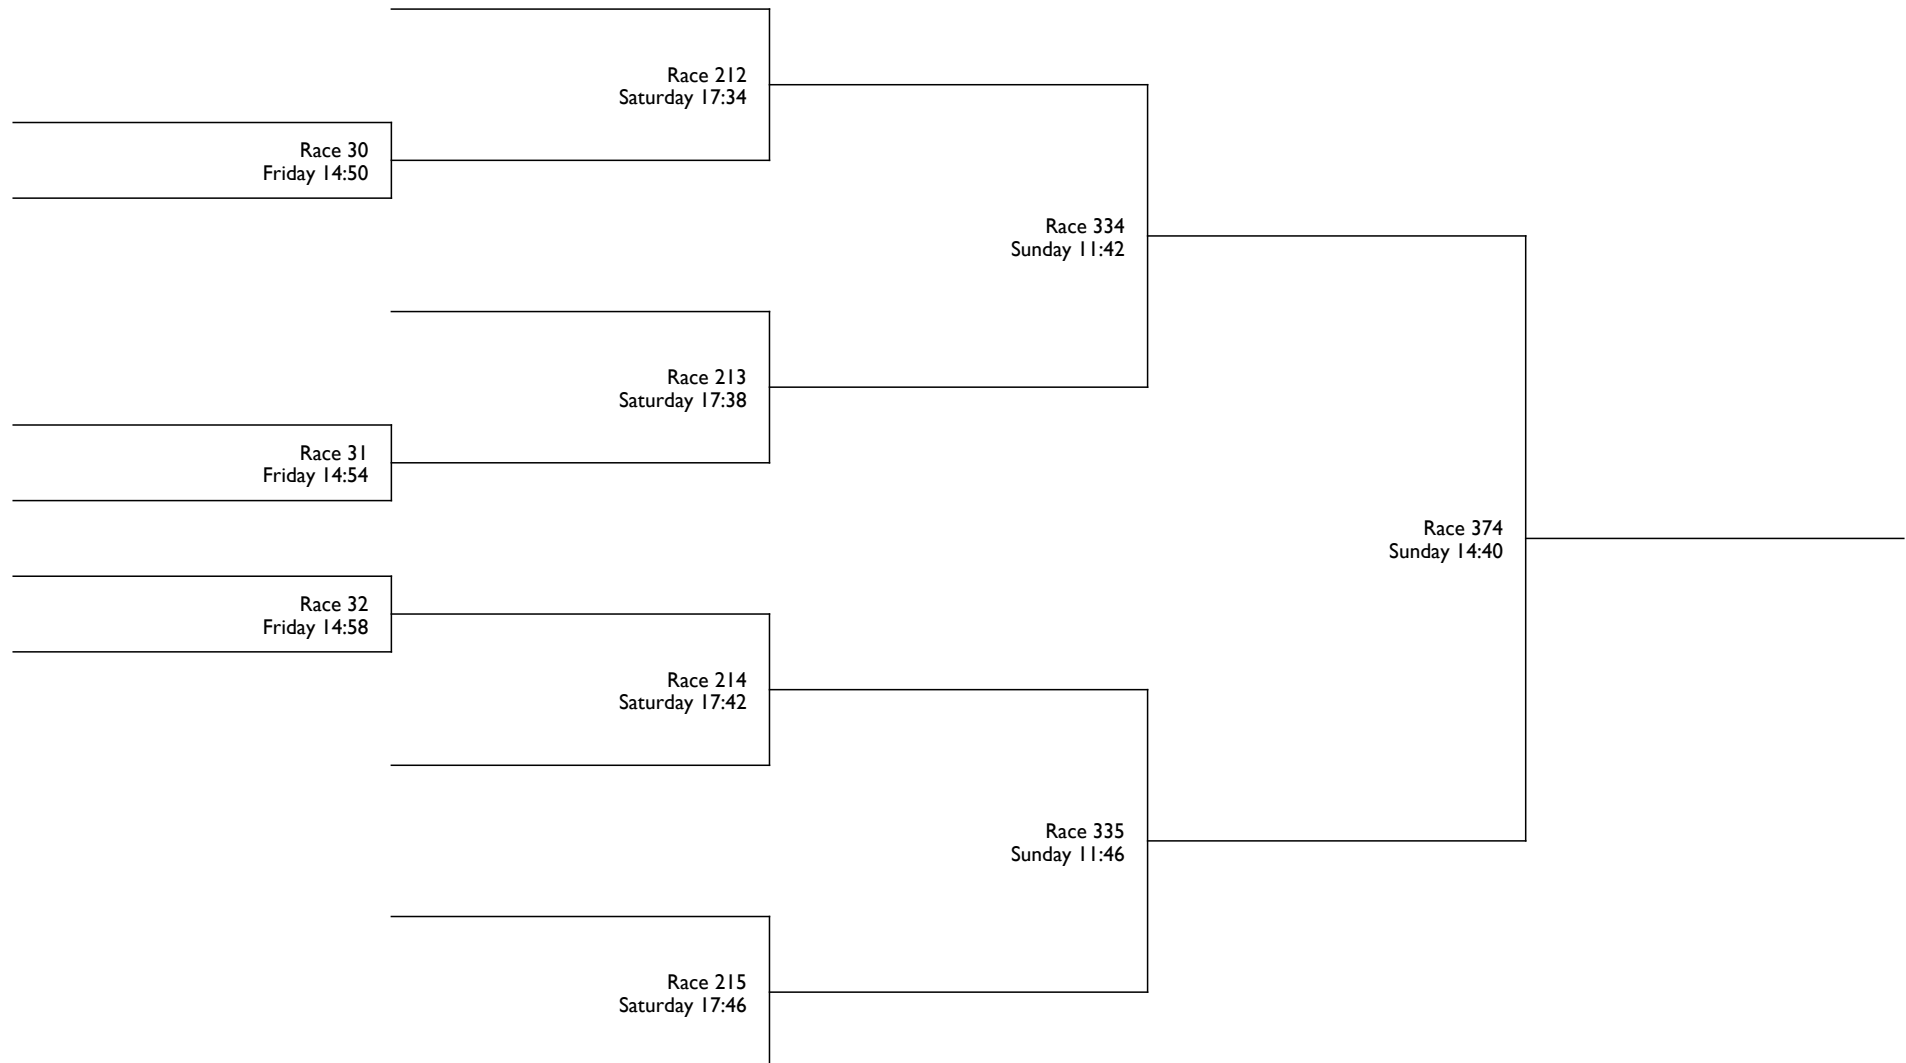 Race 212
Saturday 17:34
Race 30
Friday 14:50
Race 334
Sunday 11:42
Race 213
Saturday 17:38
Race 31
Friday 14:54
Race 374
Sunday 14:40
Race 32
Friday 14:58
Race 214
Saturday 17:42
Race 335
Sunday 11:46
Race 215
Saturday 17:46